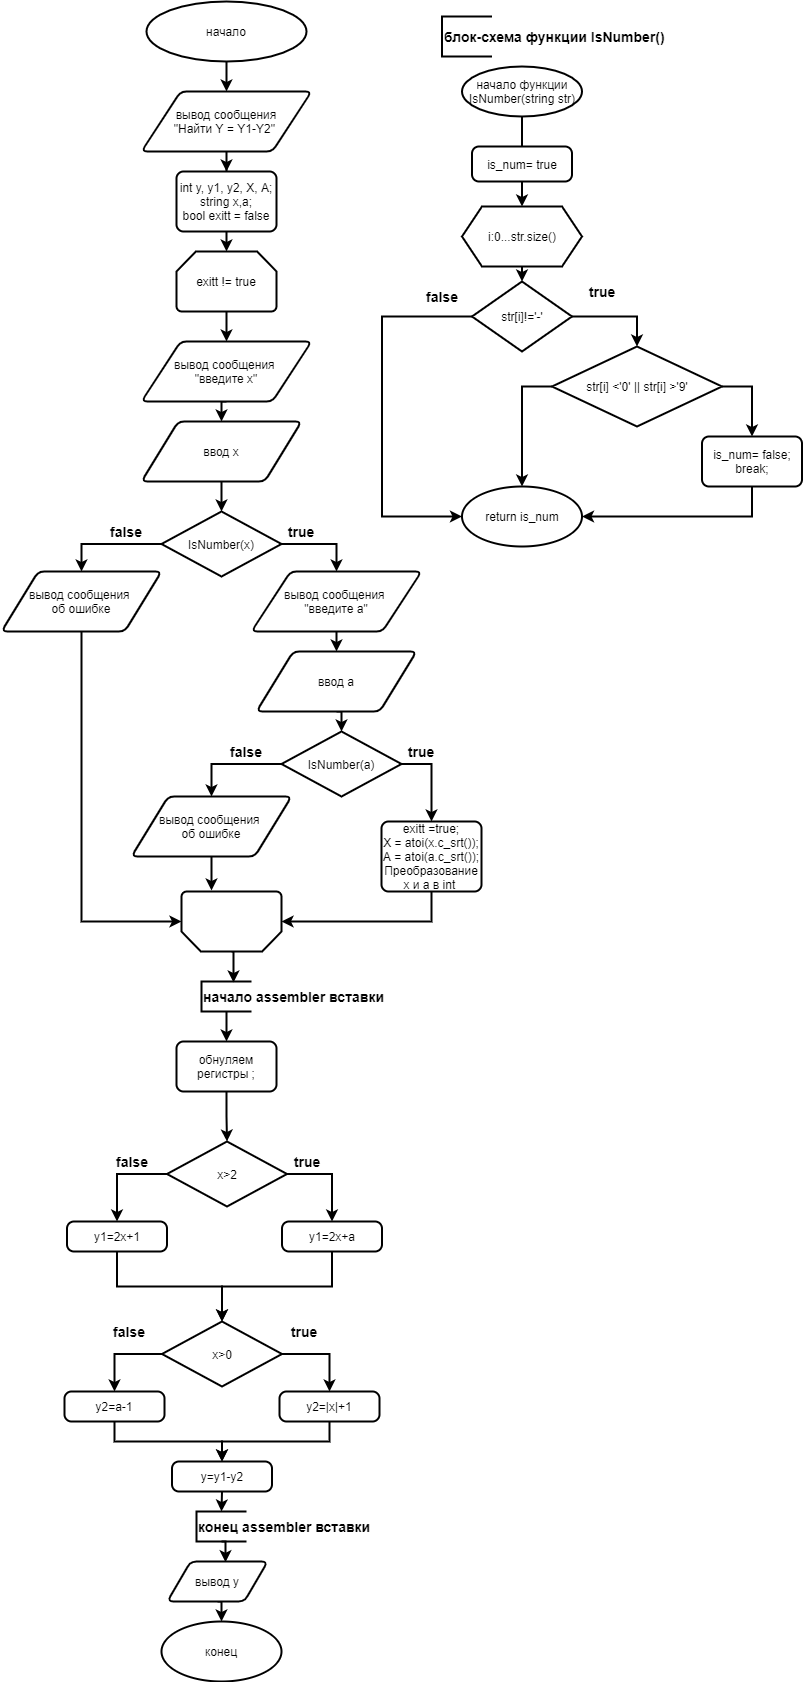 начало
вывод сообщения
"Найти Y = Y1-Y2"
int y, y1, y2, X, A;
string x,a;
bool exitt = false
exitt != true
вывод сообщения
"введите x"
ввод x
false
true
IsNumber(x)
вывод сообщения
об ошибке
вывод сообщения
"введите a"
ввод a
false
true
IsNumber(a)
вывод сообщения
об ошибке
exitt =true;
X = atoi(x.c_srt());
A = atoi(a.c_srt());
Преобразование
x и a в int
начало assembler вставки
обнуляем
регистры ;
false
true
x>2
y1=2x+1
y1=2x+a
false
true
x>0
y2=a-1
y2=|x|+1
y=y1-y2
конец assembler вставки
вывод y
конец
блок-схема функции IsNumber()
начало функции
IsNumber(string str)
is_num= true
i:0...str.size()
false
true
str[i]!='-'
str[i] <'0' || str[i] >'9'
is_num= false;
break;
return is_num